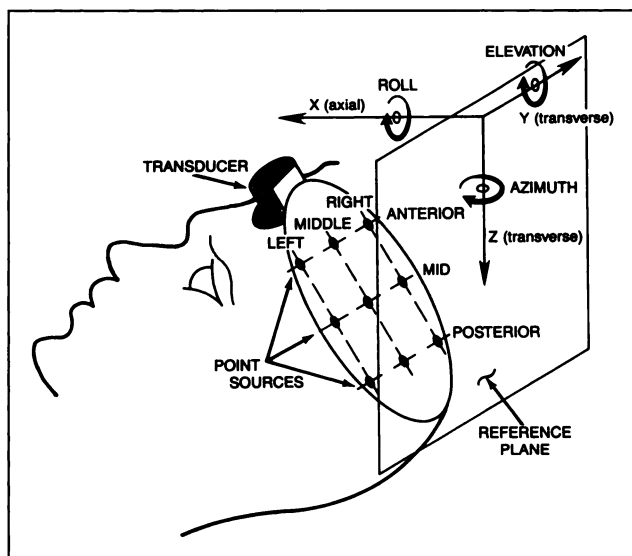 ELEVATION
ROLL
X (axial)
Y (transverse)
TRANSDUCER
AZIMUTH
RIGHT
ANTERIOR
MIDDLE
LEFT
Z (transverse)
MID
POSTERIOR
POINT
SOURCES
REFERENCE
PLANE